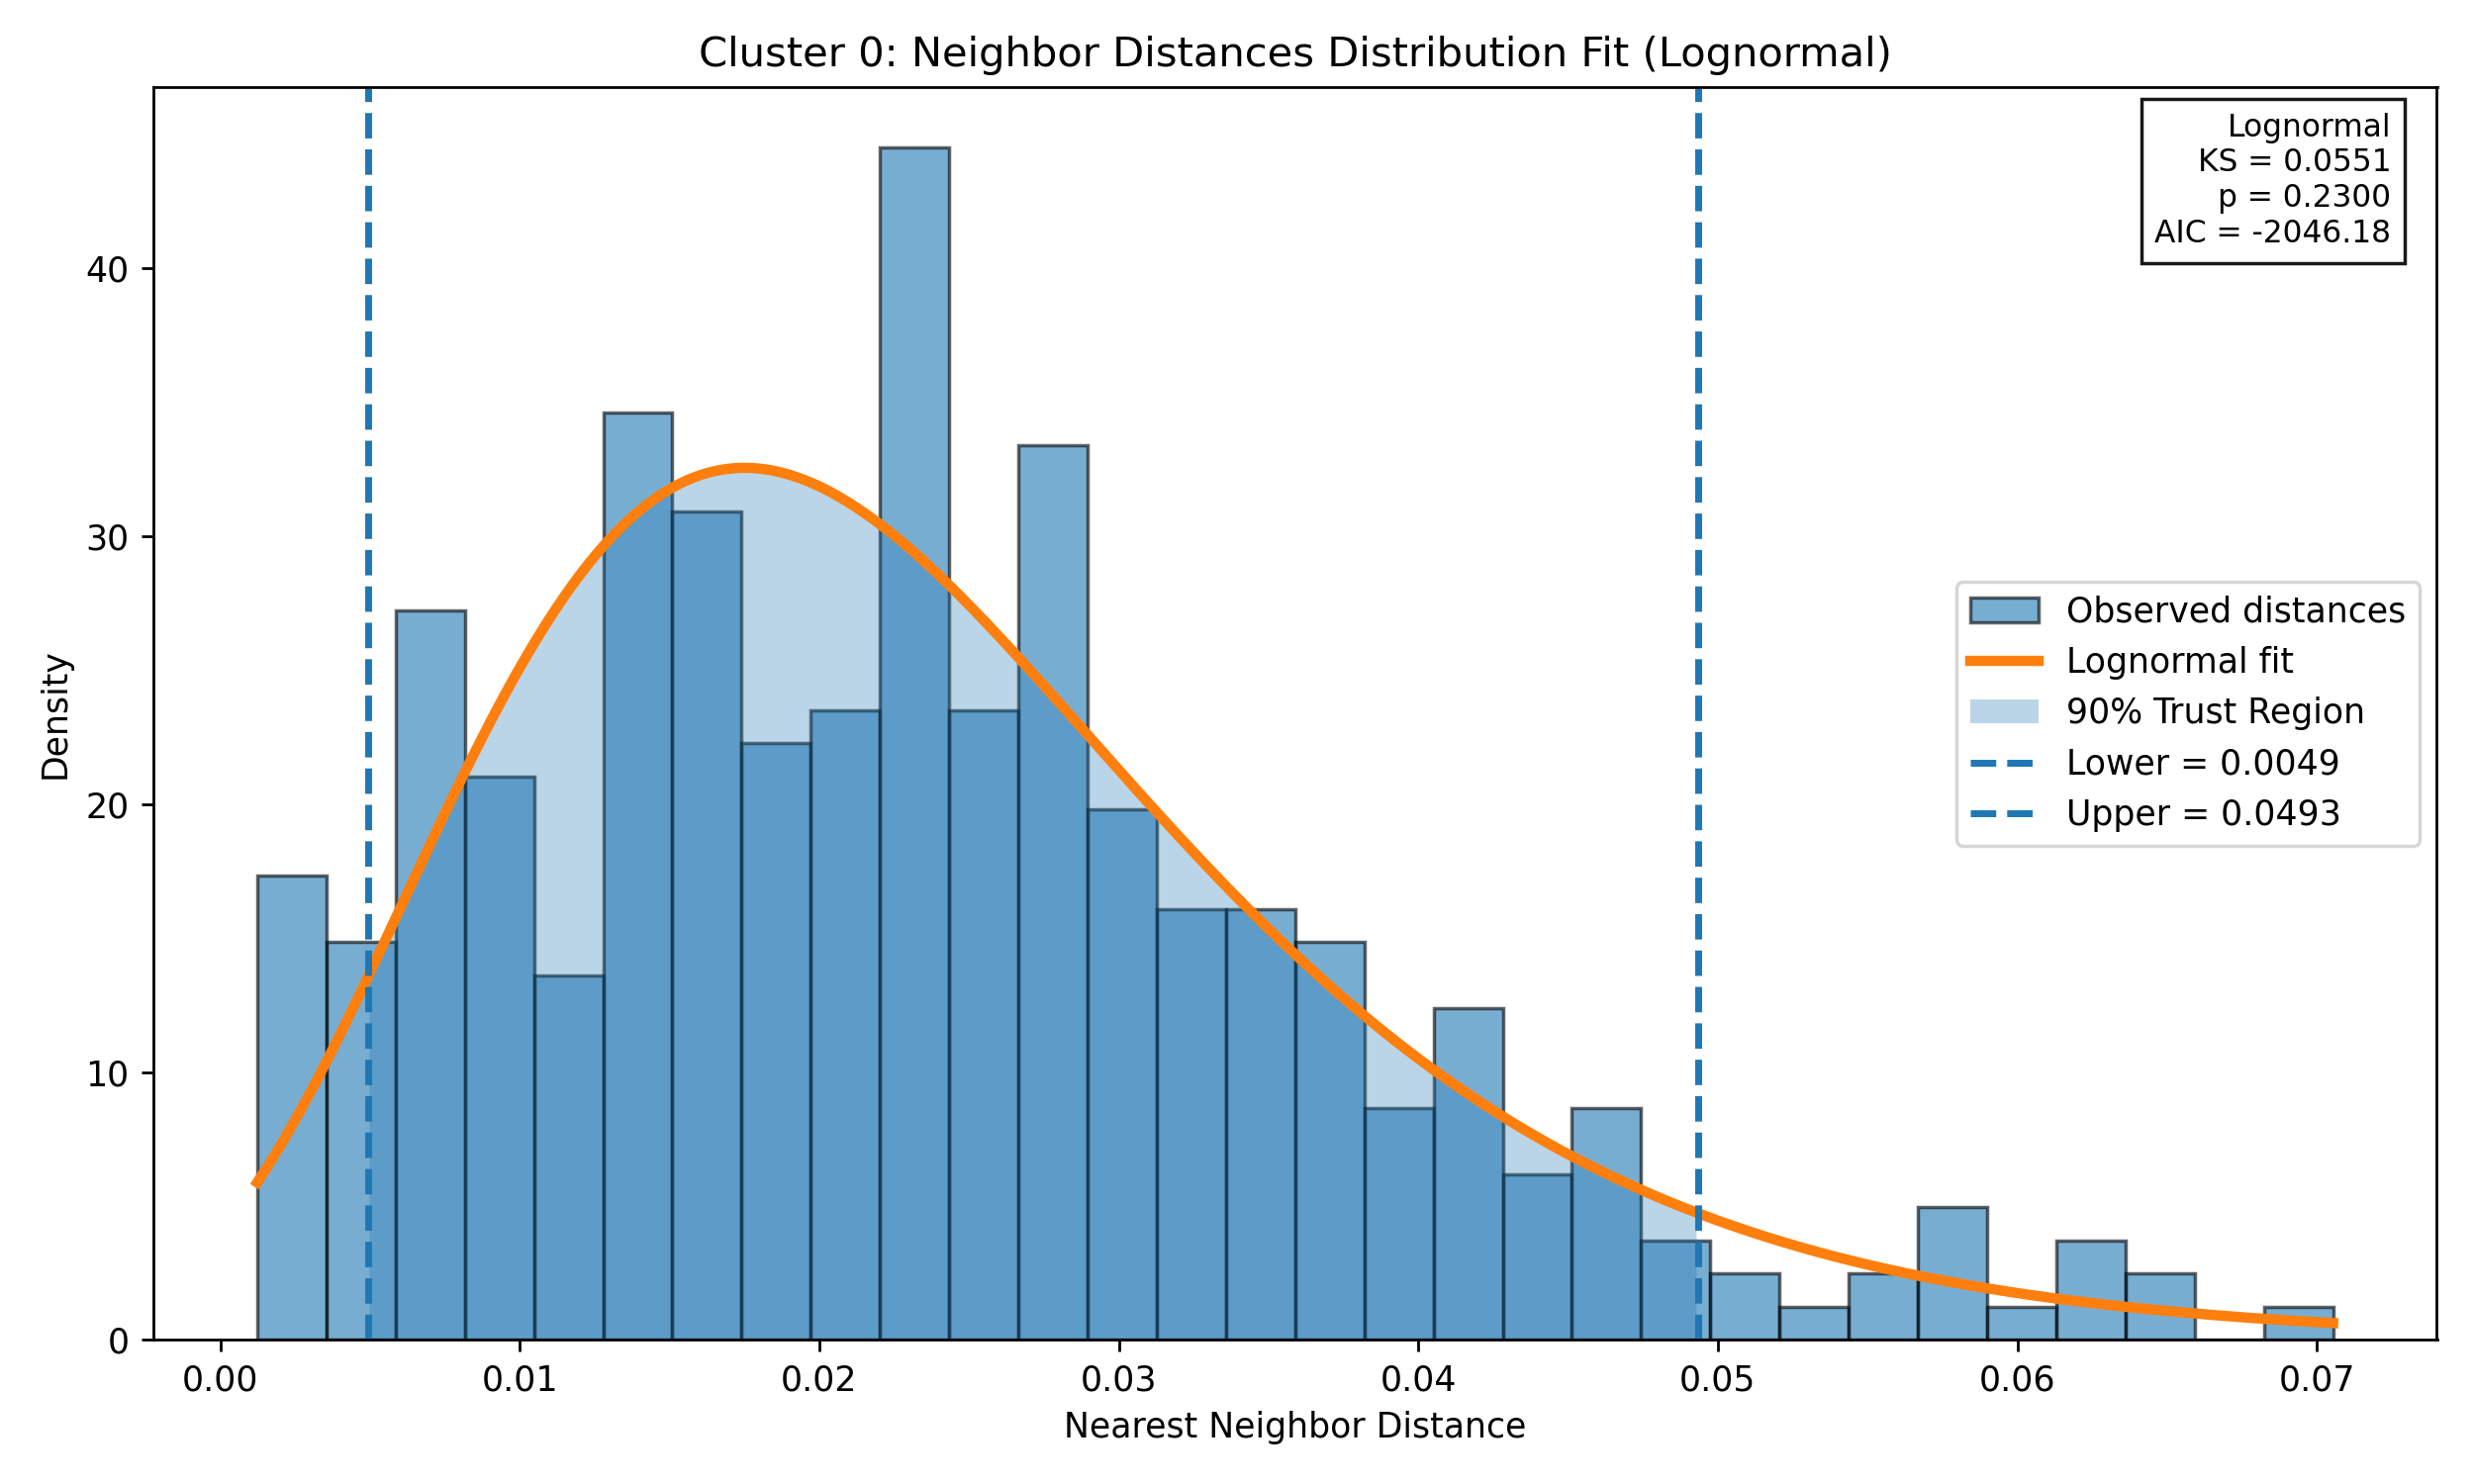 Cluster 0: Neighbor Distances Distribution Fit (Lognormal)
Lognormal
KS = 0.0551
p = 0.2300
AIC = -2046.18
40
30
20
10
0
Density
Observed distances
Lognormal fit
90% Trust Region
Lower = 0.0049
Upper = 0.0493
0.00 0.01 0.02 0.03 0.04 0.05 0.06 0.07
Nearest Neighbor Distance